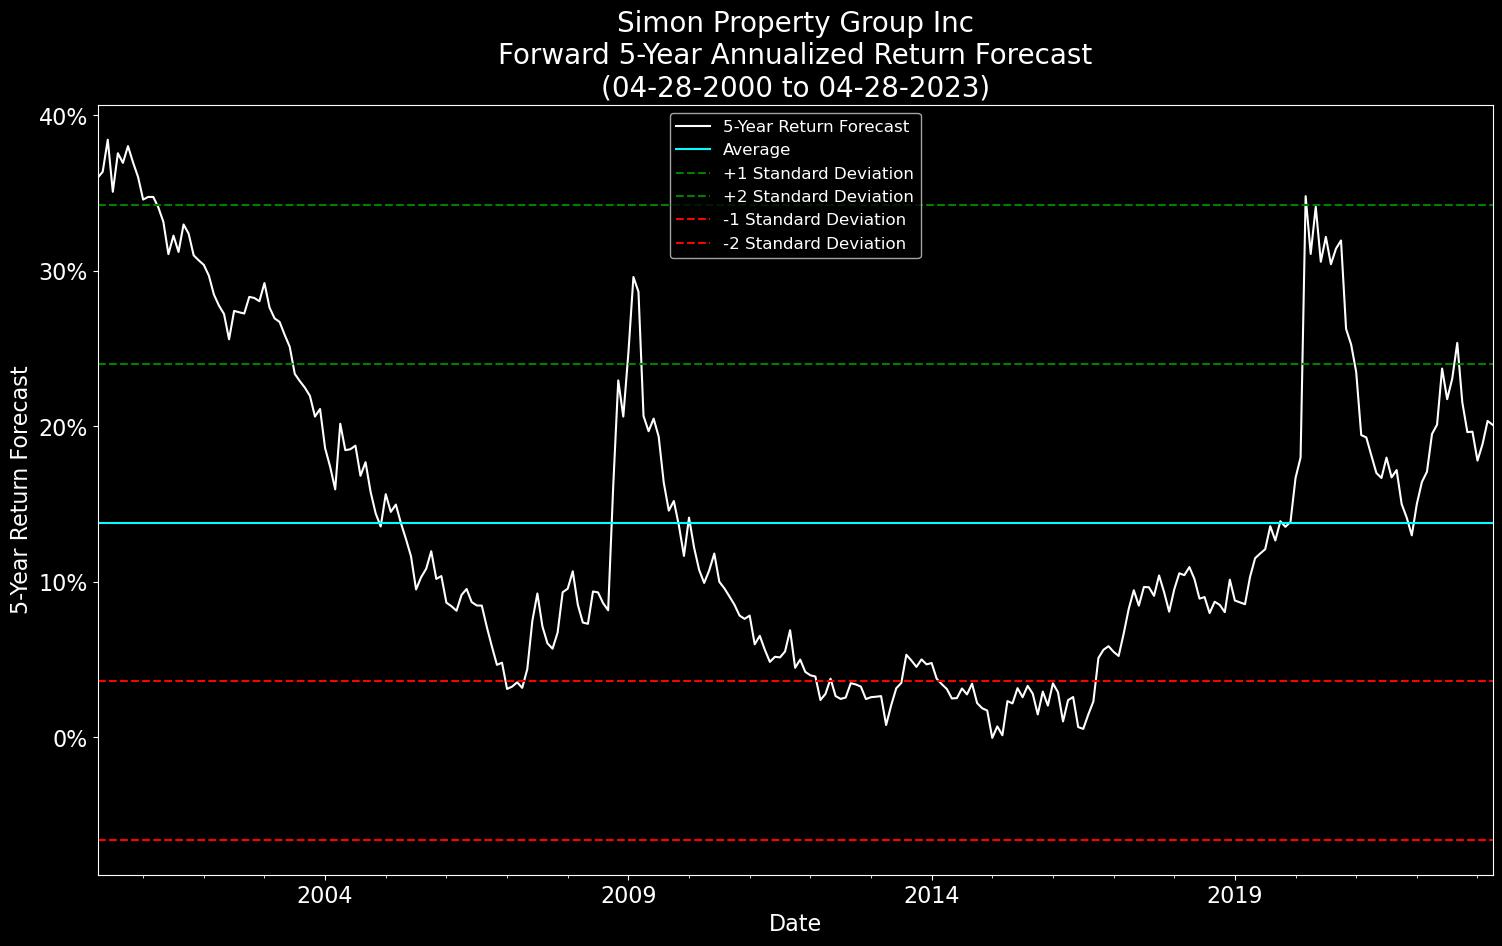 Simon Property Group Inc
Forward 5-Year Annualized Return Forecast
(04-28-2000 to 04-28-2023)
5-Year Return Forecast
Average
+1 Standard Deviation
+2 Standard Deviation
-1 Standard Deviation
-2 Standard Deviation
5-Year Return Forecast
40%
30%
20%
10%
0%
2004
2009
2014
2019
Date